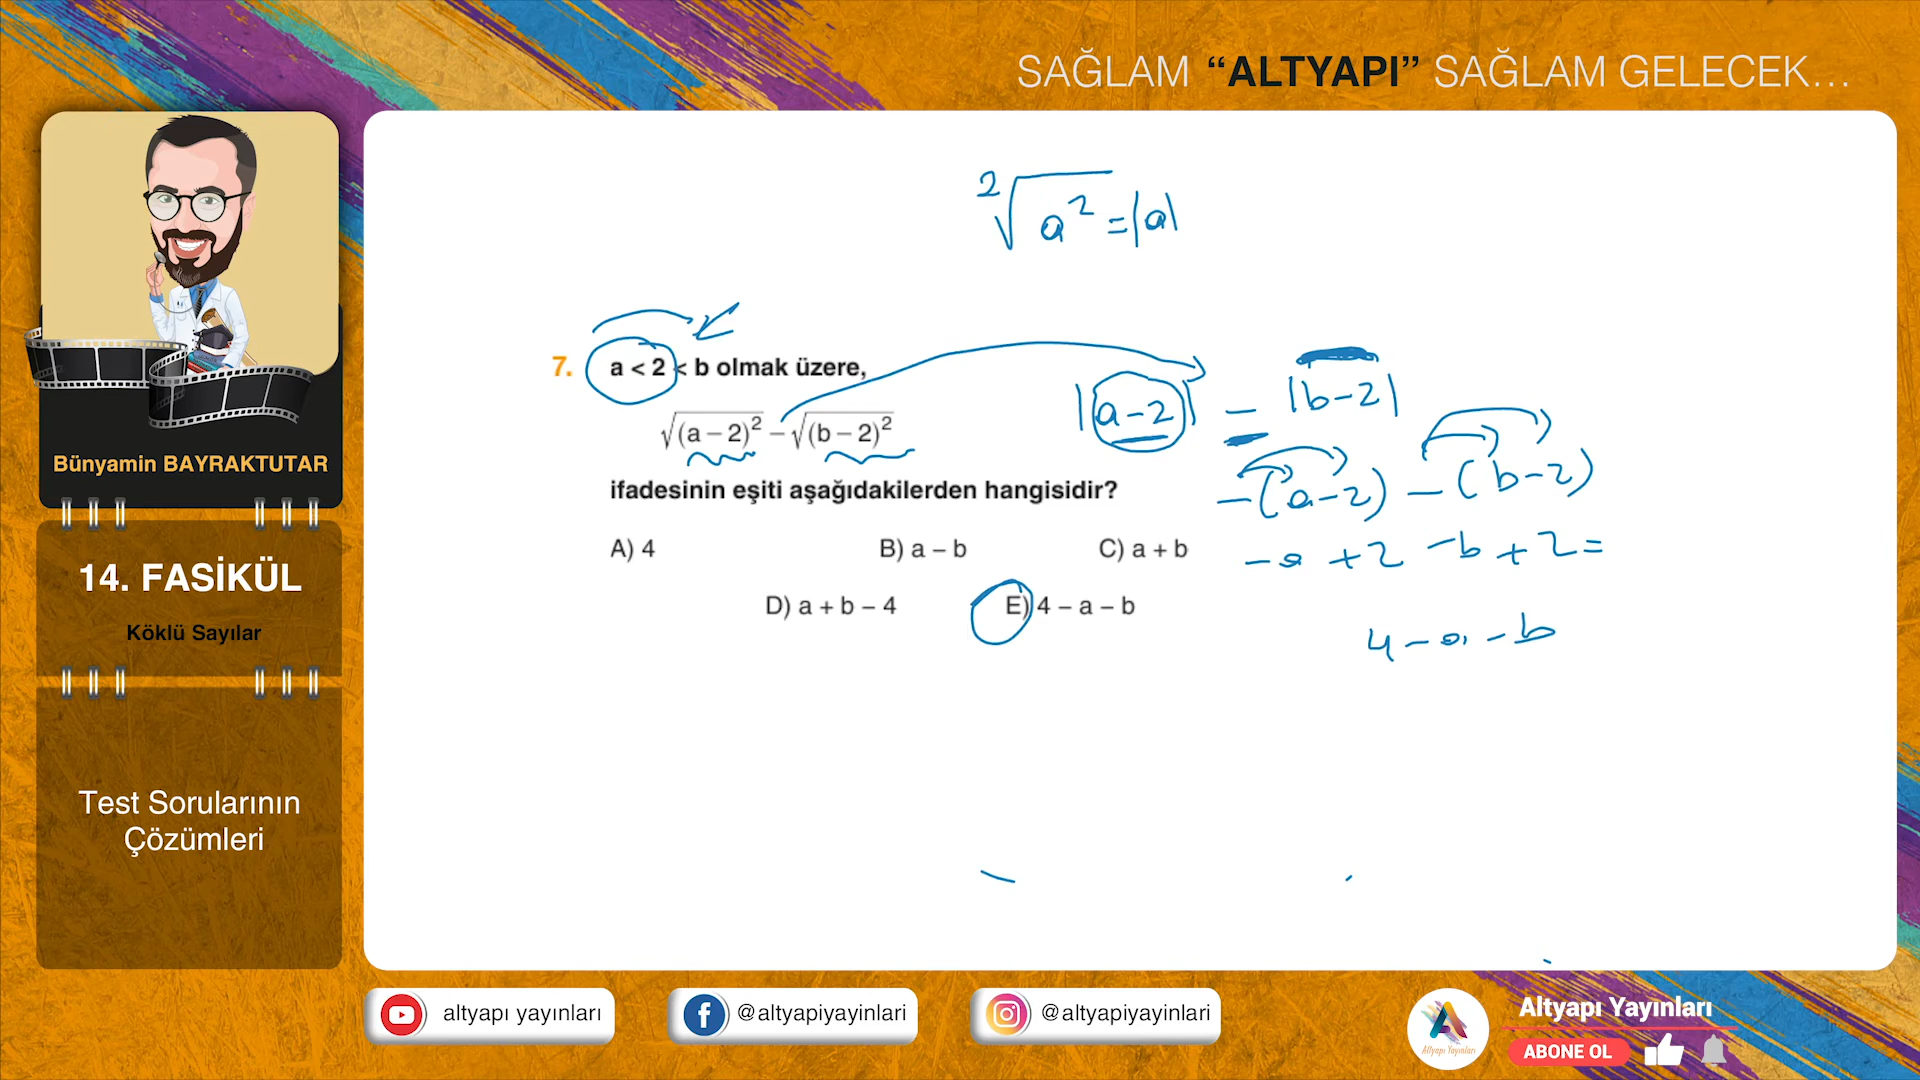 SAĞLAM “ALTYAPI” SAĞLAM GELECEK...
Bünyamin BAYRAKTUTAR
14. FASİKÜL
Köklü Sayılar
Test Sorularının
Çözümleri
²√a² = |a|
7. a < 2 < b olmak üzere,
√(a – 2)² – √(b – 2)²
|a-2| - |b-2|
ifadesinin eşiti aşağıdakilerden hangisidir?
-(a-2) - (b-2)
A) 4 B) a – b C) a + b
-a + 2 - b + 2 =
D) a + b – 4 E) 4 – a – b
4 - a - b
altyapı yayınları
@altyapiyayinlari
@altyapiyayinlari
Altyapı Yayınları
Altyapı Yayınları
ABONE OL